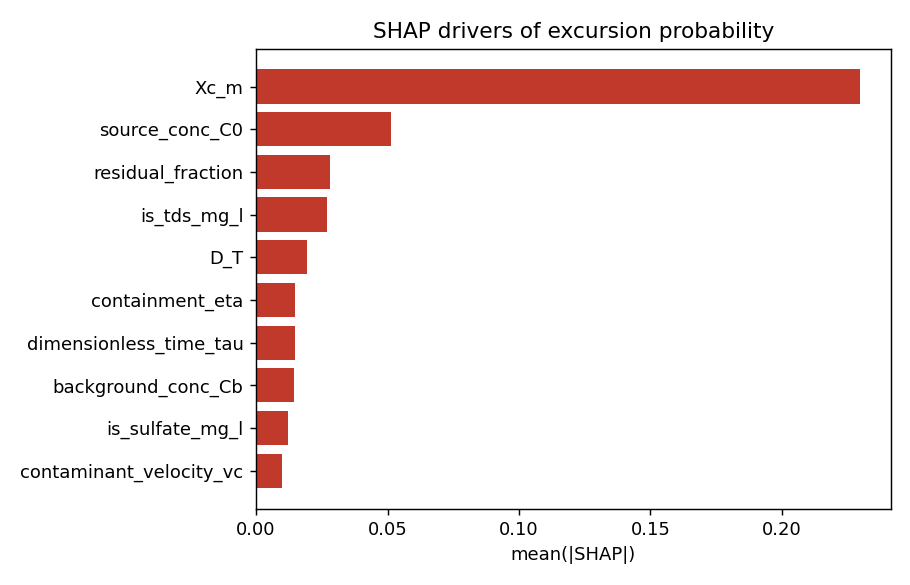 SHAP drivers of excursion probability
Xc_m
source_conc_C0
residual_fraction
is_tds_mg_l
D_T
containment_eta
dimensionless_time_tau
background_conc_Cb
is_sulfate_mg_l
contaminant_velocity_vc
0.00 0.05 0.10 0.15 0.20
mean(|SHAP|)